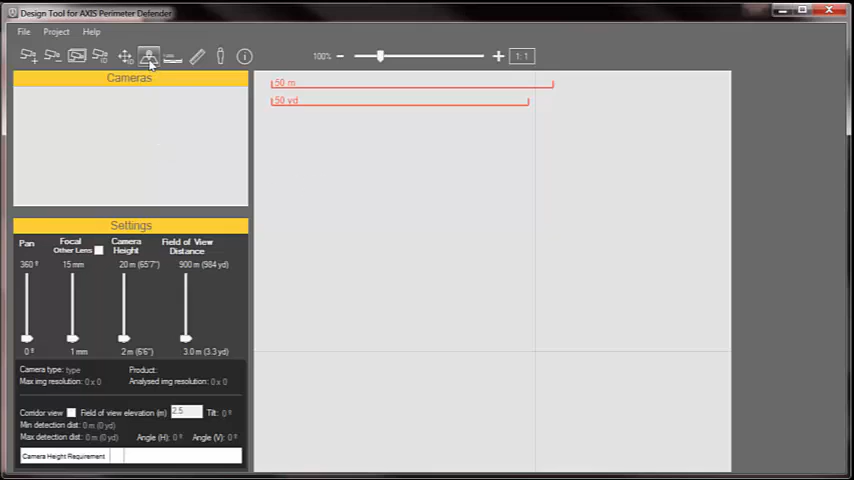 Design Tool for AXIS Perimeter Defender
File Project Help
ID ID 100% 1:1
Cameras
50 m
50 yd
Settings
Pan Focal Camera Field of View
Other Lens Height Distance
360 º 15 mm 20 m (65'7") 900 m (984 yd)
0 º 1 mm 2 m (6'6") 3.0 m (3.3 yd)
Camera type: type Product:
Max img resolution: 0 x 0 Analysed img resolution: 0 x 0
Corridor view Field of view elevation (m) 2.5 Tilt: 0 º
Min detection dist: 0 m (0 yd)
Max detection dist: 0 m (0 yd) Angle (H): 0 º Angle (V): 0 º
Camera Height Requirement